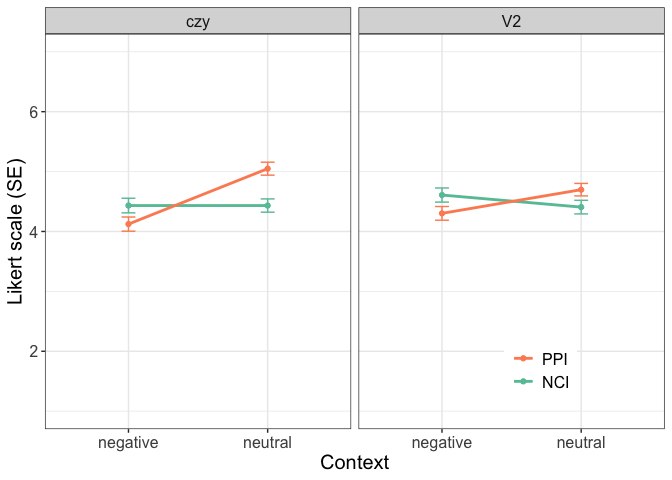 czy V2
Likert scale (SE)
6
4
2
PPI
NCI
negative neutral negative neutral
Context